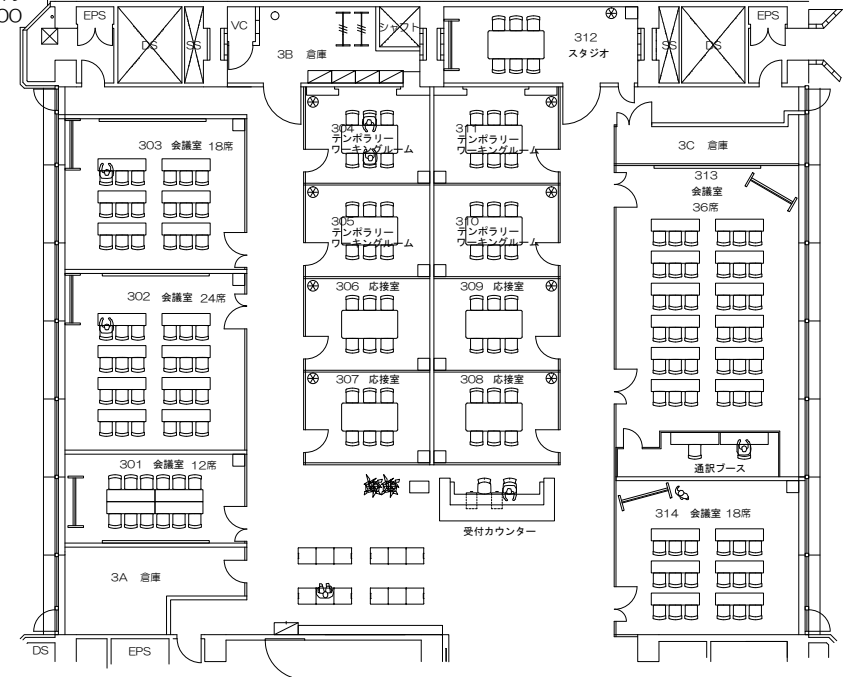 00
EPS
DS
SS
VC
3B 倉庫
シャフト
312
スタジオ
SS
DS
EPS
303 会議室 18席
304
テンポラリー
ワーキングルーム
311
テンポラリー
ワーキングルーム
3C 倉庫
313
会議室
36席
305
テンポラリー
ワーキングルーム
310
テンポラリー
ワーキングルーム
302 会議室 24席
306 応接室
309 応接室
307 応接室
308 応接室
301 会議室 12席
通訳ブース
受付カウンター
314 会議室 18席
3A 倉庫
DS
EPS